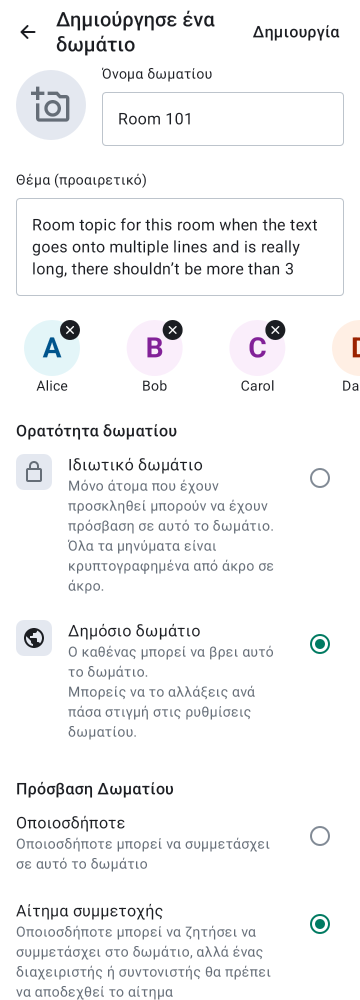 Δημιούργησε ένα
δωμάτιο
Δημιουργία
Όνομα δωματίου
Room 101
Θέμα (προαιρετικό)
Room topic for this room when the text
goes onto multiple lines and is really
long, there shouldn’t be more than 3
A
B
C
Alice
Bob
Carol
Da
Ορατότητα δωματίου
Ιδιωτικό δωμάτιο
Μόνο άτομα που έχουν
προσκληθεί μπορούν να έχουν
πρόσβαση σε αυτό το δωμάτιο.
Όλα τα μηνύματα είναι
κρυπτογραφημένα από άκρο σε
άκρο.
Δημόσιο δωμάτιο
Ο καθένας μπορεί να βρει αυτό
το δωμάτιο.
Μπορείς να το αλλάξεις ανά
πάσα στιγμή στις ρυθμίσεις
δωματίου.
Πρόσβαση Δωματίου
Οποιοσδήποτε
Οποιοσδήποτε μπορεί να συμμετάσχει
σε αυτό το δωμάτιο
Αίτημα συμμετοχής
Οποιοσδήποτε μπορεί να ζητήσει να
συμμετάσχει στο δωμάτιο, αλλά ένας
διαχειριστής ή συντονιστής θα πρέπει
να αποδεχθεί το αίτημα